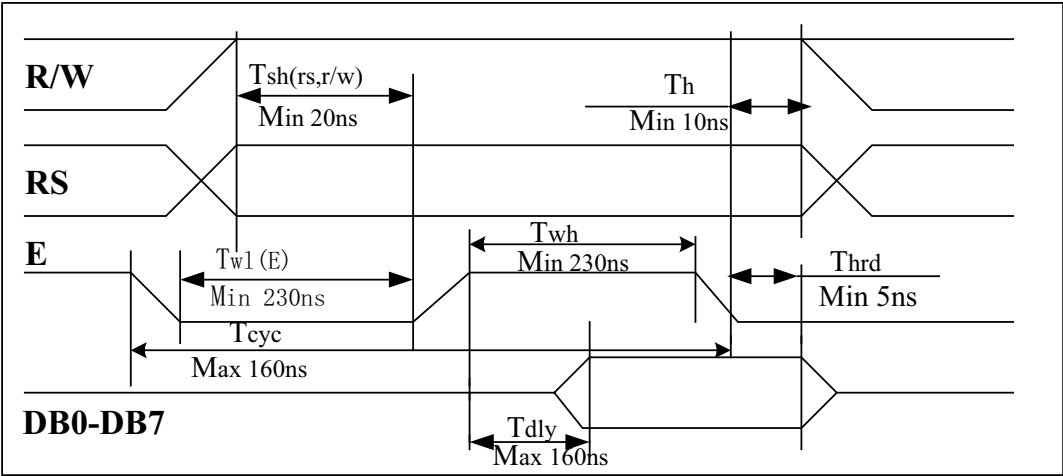 R/W
Tsh(rs,r/w)
Min 20ns
Th
Min 10ns
RS
E
Twl(E)
Min 230ns
Twh
Min 230ns
Thrd
Min 5ns
Tcyc
Max 160ns
DB0-DB7
Tdly
Max 160ns